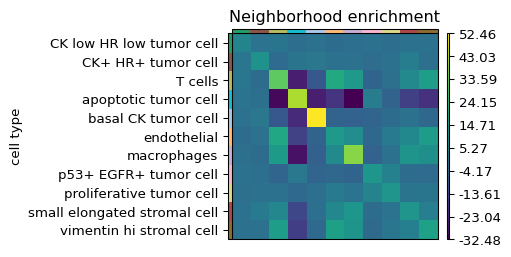 Neighborhood enrichment
CK low HR low tumor cell
CK+ HR+ tumor cell
T cells
apoptotic tumor cell
basal CK tumor cell
endothelial
macrophages
p53+ EGFR+ tumor cell
proliferative tumor cell
small elongated stromal cell
vimentin hi stromal cell
cell type
52.46
43.03
33.59
24.15
14.71
5.27
-4.17
-13.61
-23.04
-32.48